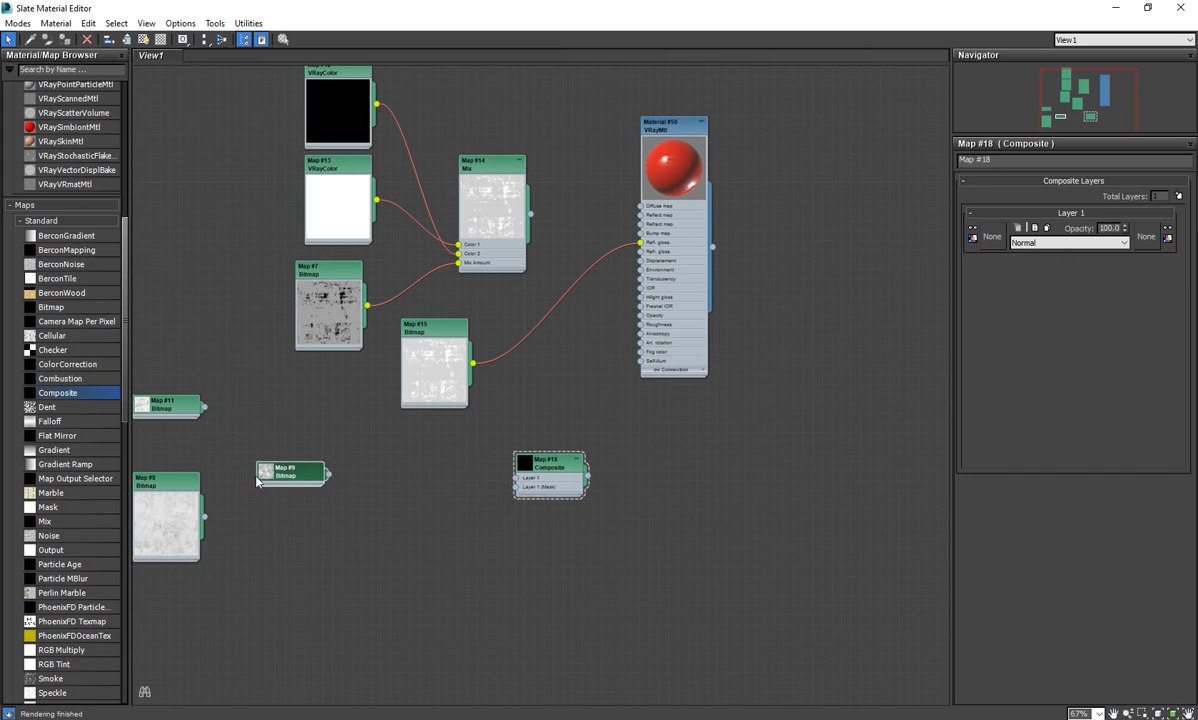 Slate Material Editor
Modes Material Edit Select View Options Tools Utilities
View1
Material/Map Browser
View1
Navigator
Search by Name ...
VRayPointParticleMtl
VRayScannedMtl
VRayScatterVolume
VRaySimbiontMtl
VRaySkinMtl
VRayStochasticFlake...
VRayVectorDisplBake
VRayVRmatMtl
- Maps
- Standard
BerconGradient
BerconMapping
BerconNoise
BerconTile
BerconWood
Bitmap
Camera Map Per Pixel
Cellular
Checker
ColorCorrection
Combustion
Composite
Dent
Falloff
Flat Mirror
Gradient
Gradient Ramp
Map Output Selector
Marble
Mask
Mix
Noise
Output
Particle Age
Particle MBlur
Perlin Marble
PhoenixFD Particle...
PhoenixFD Texmap
PhoenixFDOceanTex
RGB Multiply
RGB Tint
Smoke
Speckle
VRayColor
Map #13
VRayColor
Map #14
Mix
Color 1
Color 2
Mix Amount
Map #7
Bitmap
Map #15
Bitmap
Map #11
Bitmap
Map #8
Bitmap
Map #9
Bitmap
Map #18
Composite
Layer 1
Layer 1 (Mask)
Material #50
VRayMtl
Diffuse map
Reflect map
Refract map
Bump map
Refl. gloss.
Refr. gloss.
Displacement
Environment
Translucency
IOR
Hilight gloss
Fresnel IOR
Opacity
Roughness
Anisotropy
An. rotation
Fog color
Self-illum
mr Connection
Map #18 ( Composite )
Map #18
Composite Layers
Total Layers: 1
Layer 1
None
Opacity: 100.0
Normal
None
Rendering finished
67%